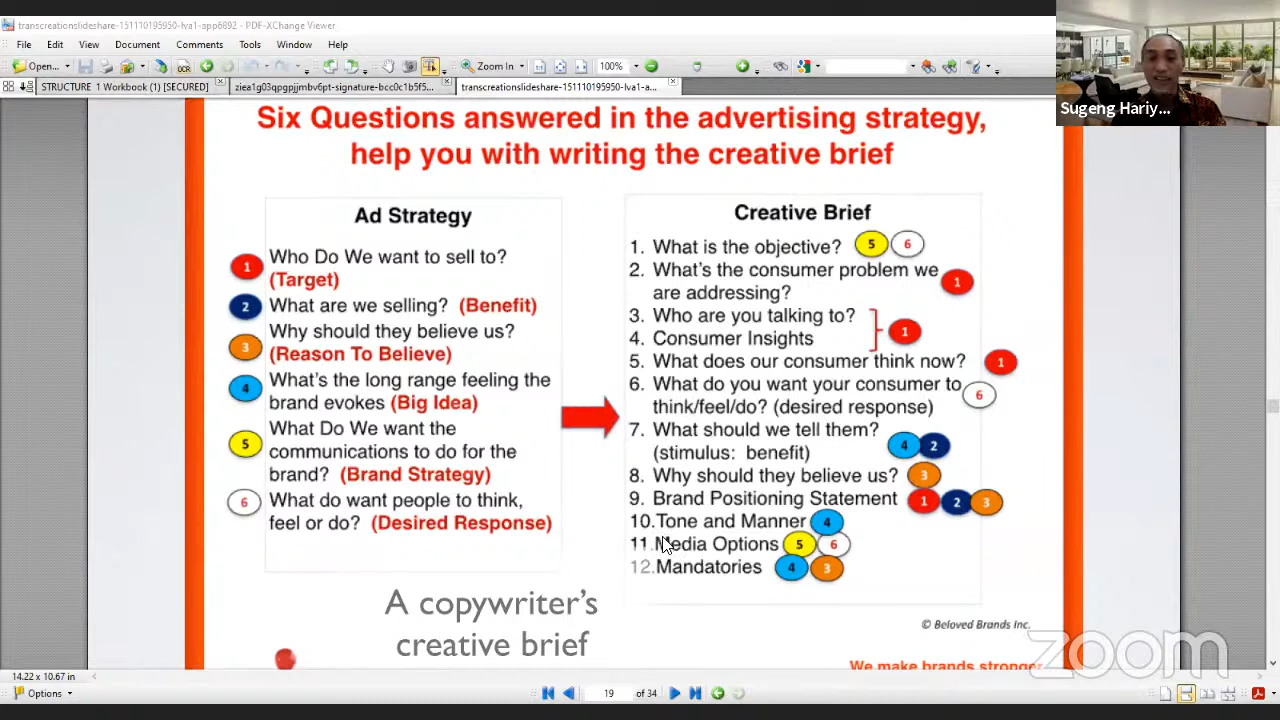 transcreationslideshare-151110195950-lva1-app6892 - PDF-XChange Viewer
File Edit View Document Comments Tools Window Help
Open... OCR Zoom In 100%
STRUCTURE 1 Workbook (1) [SECURED] ziea1g03qpgpjjmbv6pt-signature-bcc0c1b5f5... transcreationslideshare-151110195950-lva1-a...
Sugeng Hariy...
Six Questions answered in the advertising strategy,
help you with writing the creative brief
Ad Strategy
1 Who Do We want to sell to?
(Target)
2 What are we selling? (Benefit)
3 Why should they believe us?
(Reason To Believe)
4 What's the long range feeling the
brand evokes (Big Idea)
5 What Do We want the
communications to do for the
brand? (Brand Strategy)
6 What do want people to think,
feel or do? (Desired Response)
Creative Brief
1. What is the objective? 5 6
2. What's the consumer problem we
are addressing? 1
3. Who are you talking to?
4. Consumer Insights 1
5. What does our consumer think now? 1
6. What do you want your consumer to
think/feel/do? (desired response) 6
7. What should we tell them?
(stimulus: benefit) 4 2
8. Why should they believe us? 3
9. Brand Positioning Statement 1 2 3
10.Tone and Manner 4
11.Media Options 5 6
12.Mandatories 4 3
A copywriter's
creative brief
© Beloved Brands Inc.
We make brands stronger
zoom
14.22 x 10.67 in
Options 19 of 34